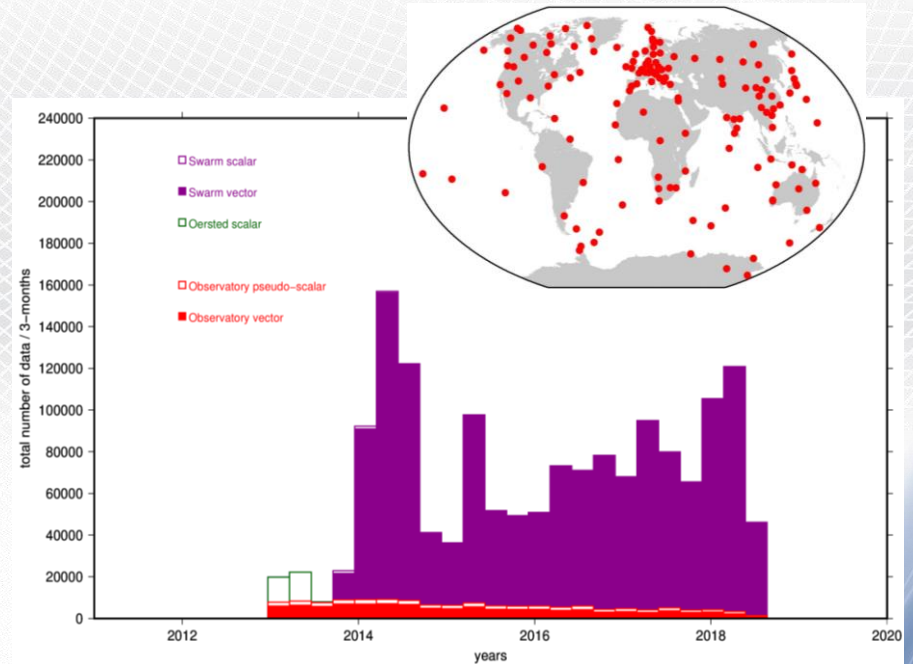 240000
220000
200000
180000
160000
140000
120000
100000
80000
60000
40000
20000
0
total number of data / 3−months
Swarm scalar
Swarm vector
Oersted scalar
Observatory pseudo−scalar
Observatory vector
2012 2014 2016 2018 2020
years